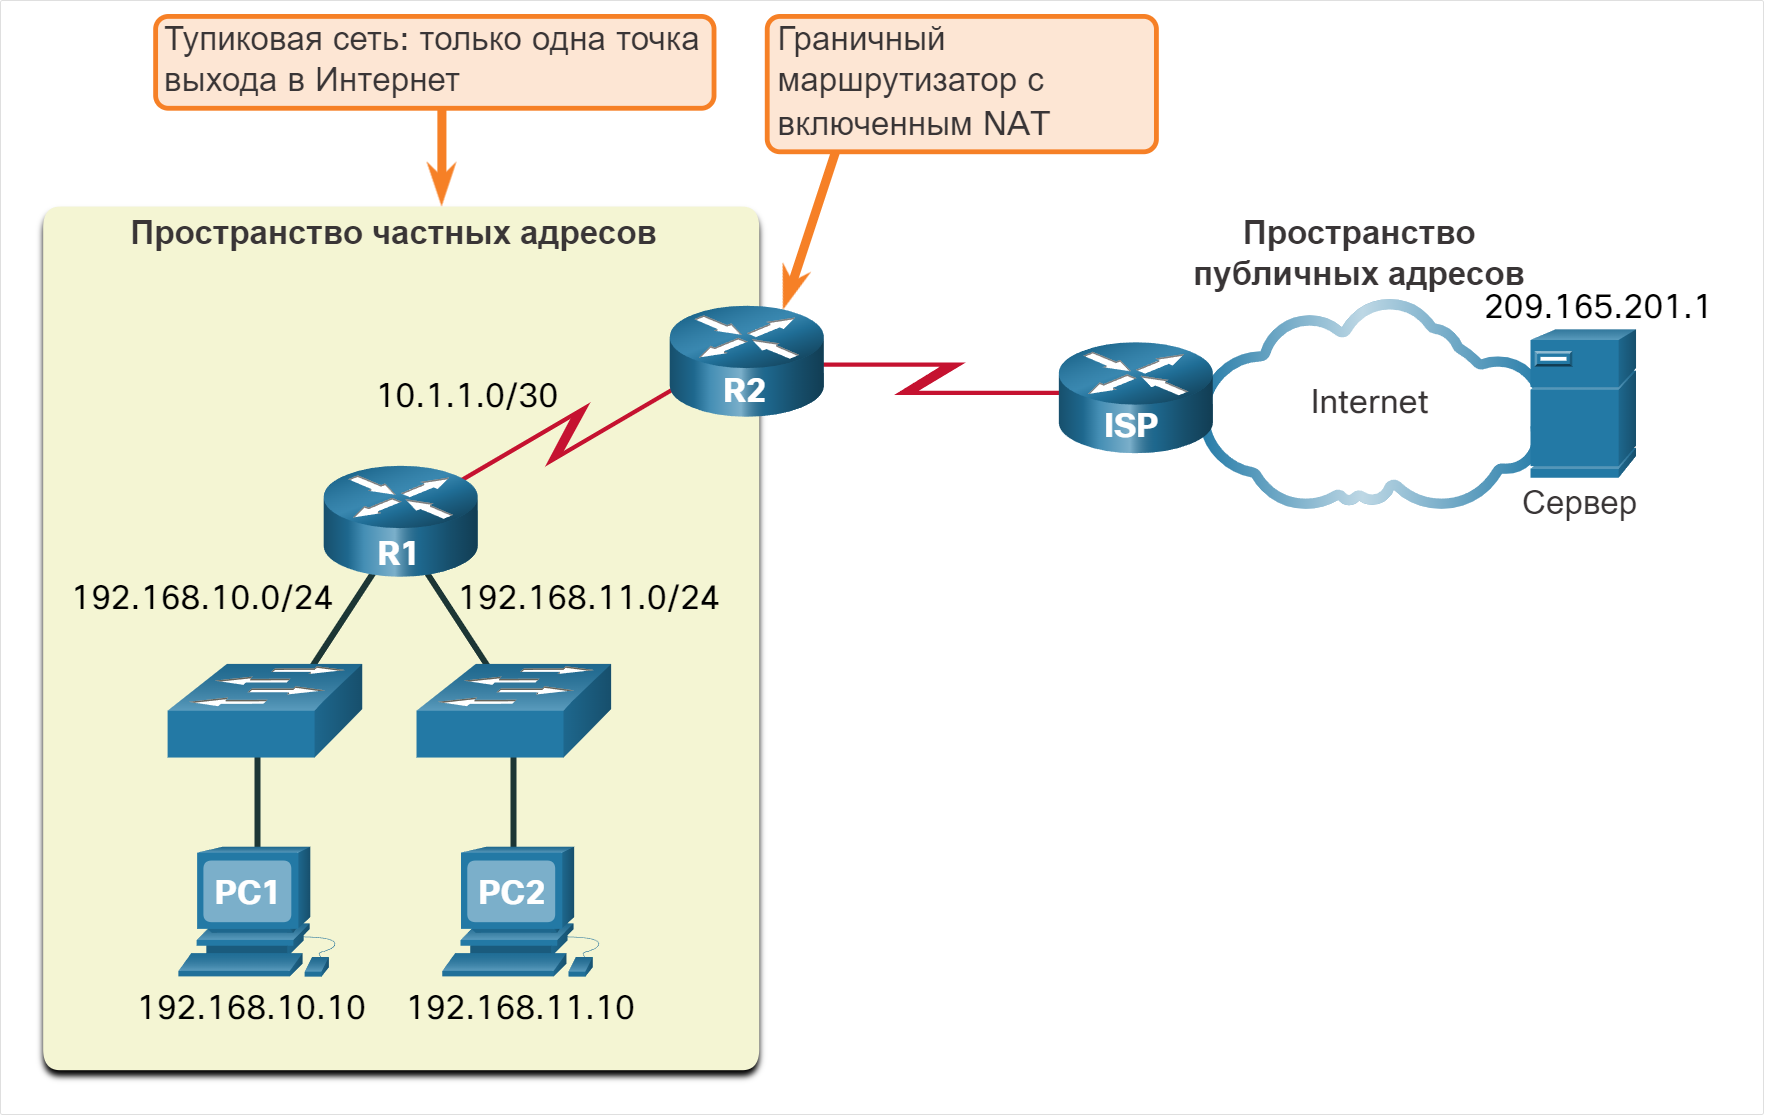 Тупиковая сеть: только одна точка
выхода в Интернет
Граничный
маршрутизатор с
включенным NAT
Пространство частных адресов
Пространство
публичных адресов
209.165.201.1
R2
10.1.1.0/30
Internet
ISP
Сервер
R1
192.168.10.0/24
192.168.11.0/24
PC1
PC2
192.168.10.10
192.168.11.10